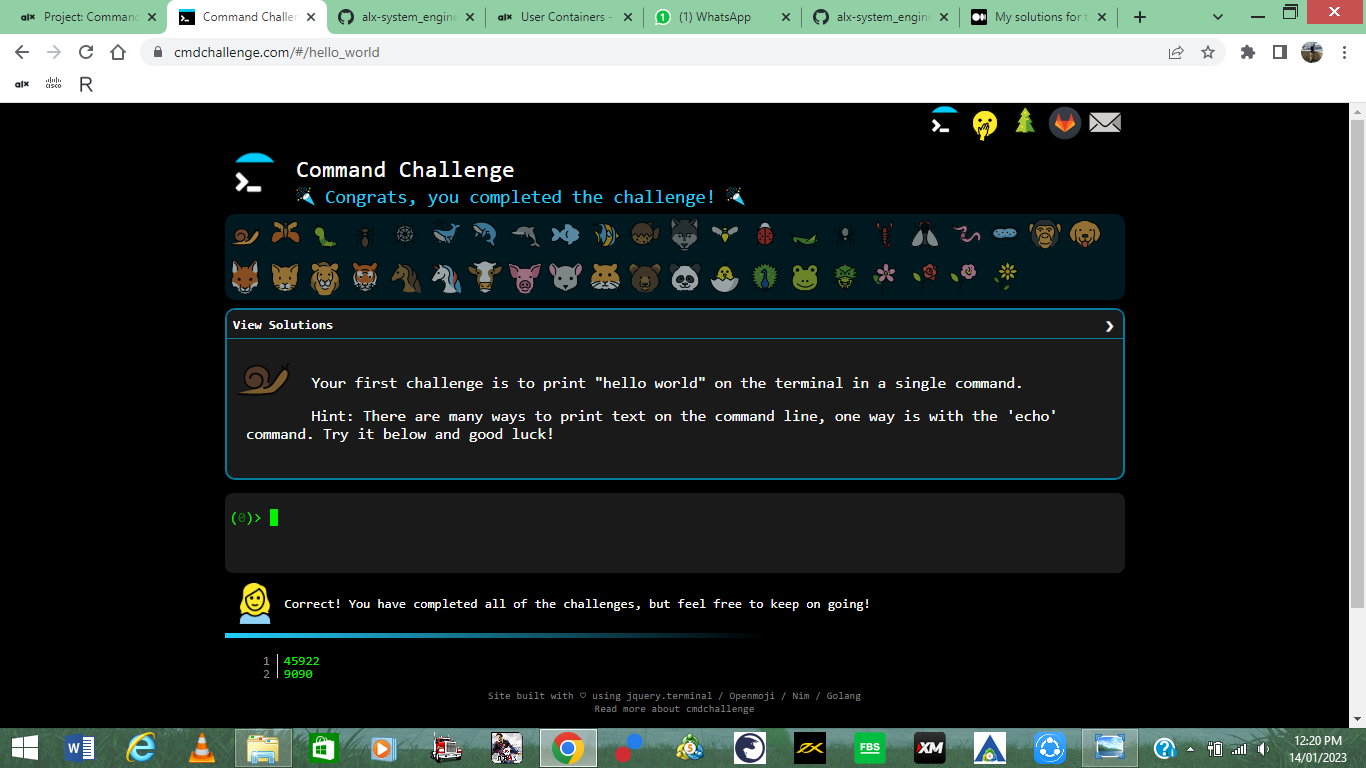 alx Project: Comman
Command Challen
alx-system_engine
alx User Containers -
1 (1) WhatsApp
alx-system_engine
My solutions for t
cmdchallenge.com/#/hello_world
alx
cisco
R
Command Challenge
Congrats, you completed the challenge!
View Solutions
Your first challenge is to print "hello world" on the terminal in a single command.
Hint: There are many ways to print text on the command line, one way is with the 'echo'
command. Try it below and good luck!
(0)>
Correct! You have completed all of the challenges, but feel free to keep on going!
1 45922
2 9090
Site built with ♡ using jquery.terminal / Openmoji / Nim / Golang
Read more about cmdchallenge
FBS
XM
12:20 PM
14/01/2023